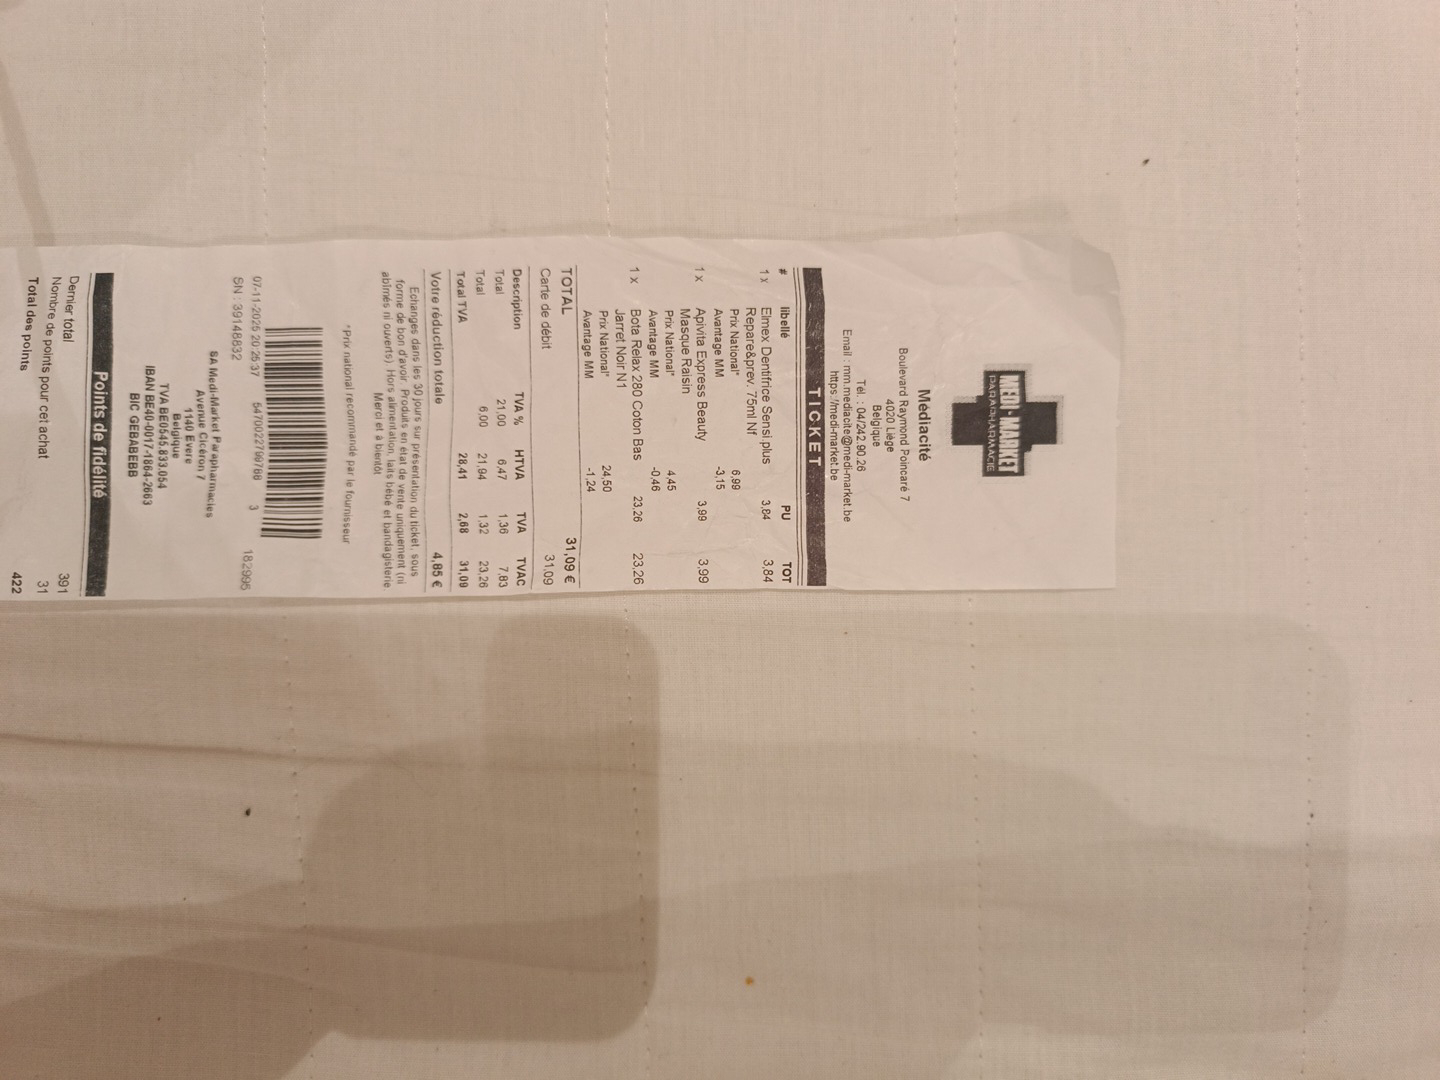 MEDI-MARKET
PARAPHARMACIE
Médiacité
Boulevard Raymond Poincaré 7
4020 Liège
Belgique
Tél. : 04/242.90.26
Email : mm.mediacite@medi-market.be
https://medi-market.be
TICKET
# libellé PU TOT
1 x Elmex Dentifrice Sensi plus 3,84 3,84
Repare&prev. 75ml Nf
Prix National* 6,99
Avantage MM -3,15
1 x Apivita Express Beauty 3,99 3,99
Masque Raisin
Prix National* 4,45
Avantage MM -0,46
1 x Bota Relax 280 Coton Bas 23,26 23,26
Jarret Noir N1
Prix National* 24,50
Avantage MM -1,24
TOTAL 31,09 €
Carte de débit 31,09
Description TVA % HTVA TVA TVAC
Total 21,00 6,47 1,36 7,83
Total 6,00 21,94 1,32 23,26
Total TVA 28,41 2,68 31,09
Votre réduction totale 4,85 €
Echanges dans les 30 jours sur présentation du ticket, sous
forme de bon d'avoir. Produits en état de vente uniquement (ni
abîmés ni ouverts). Hors alimentation, laits bébé et bandagisterie
Merci et à bientôt
*Prix national recommandé par le fournisseur
07-11-2025 20:25:37 5470022799788 3 182995
SN : 39148832
SA Medi-Market Parapharmacies
Avenue Cicéron 7
1140 Evere
Belgique
TVA BE0545.833.054
IBAN BE40-0017-1864-2663
BIC GEBABEBB
Points de fidélité
Dernier total 391
Nombre de points pour cet achat 31
Total des points 422